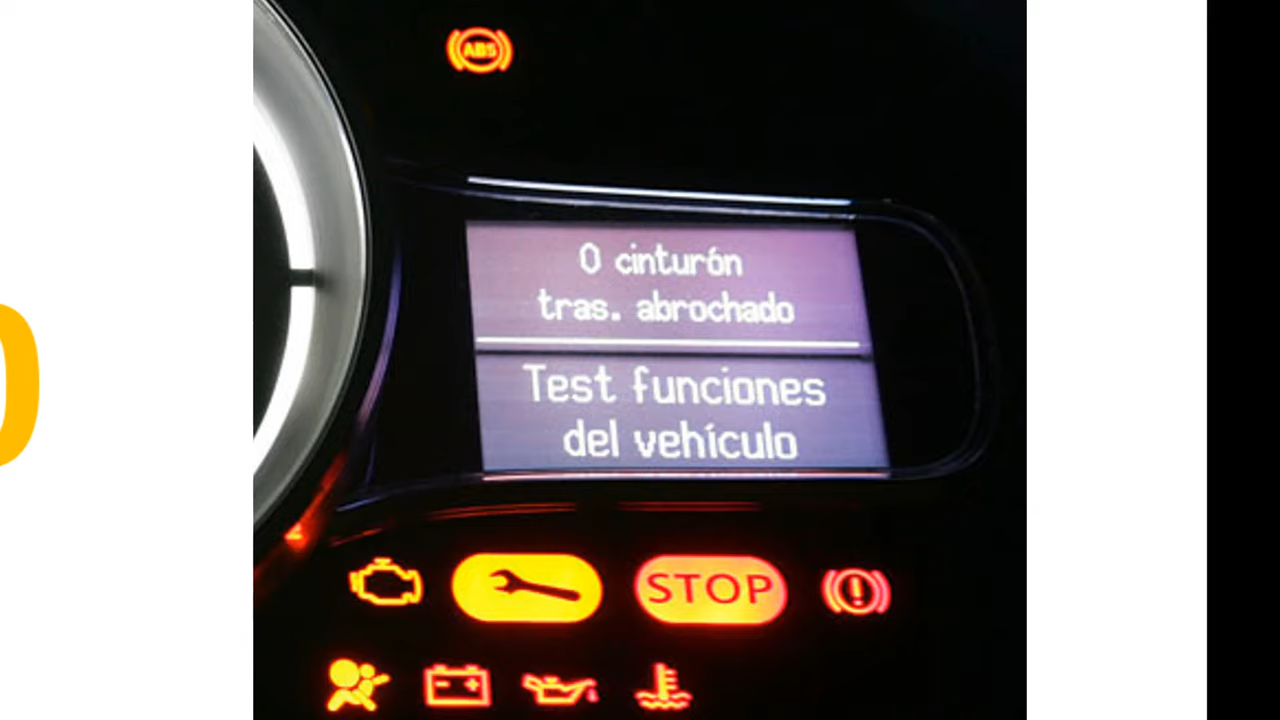 ABS
0 cinturón
tras. abrochado
Test funciones
del vehículo
STOP